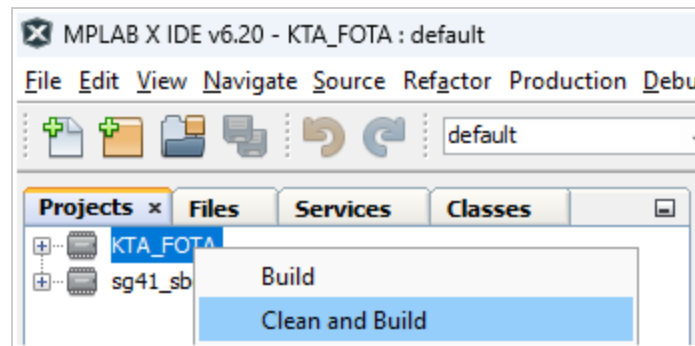 MPLAB X IDE v6.20 - KTA_FOTA : default
File Edit View Navigate Source Refactor Production Debu
default
Projects × Files Services Classes
KTA_FOTA
sg41_sb
Build
Clean and Build